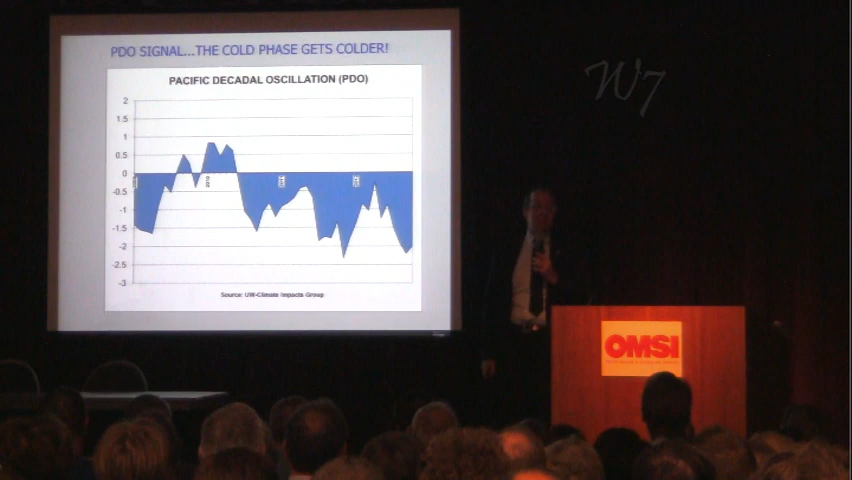 PDO SIGNAL...THE COLD PHASE GETS COLDER!
PACIFIC DECADAL OSCILLATION (PDO)
2
1.5
1
0.5
0
-0.5
-1
-1.5
-2
-2.5
-3
2010
Source: UW-Climate Impacts Group
W7
OMSI